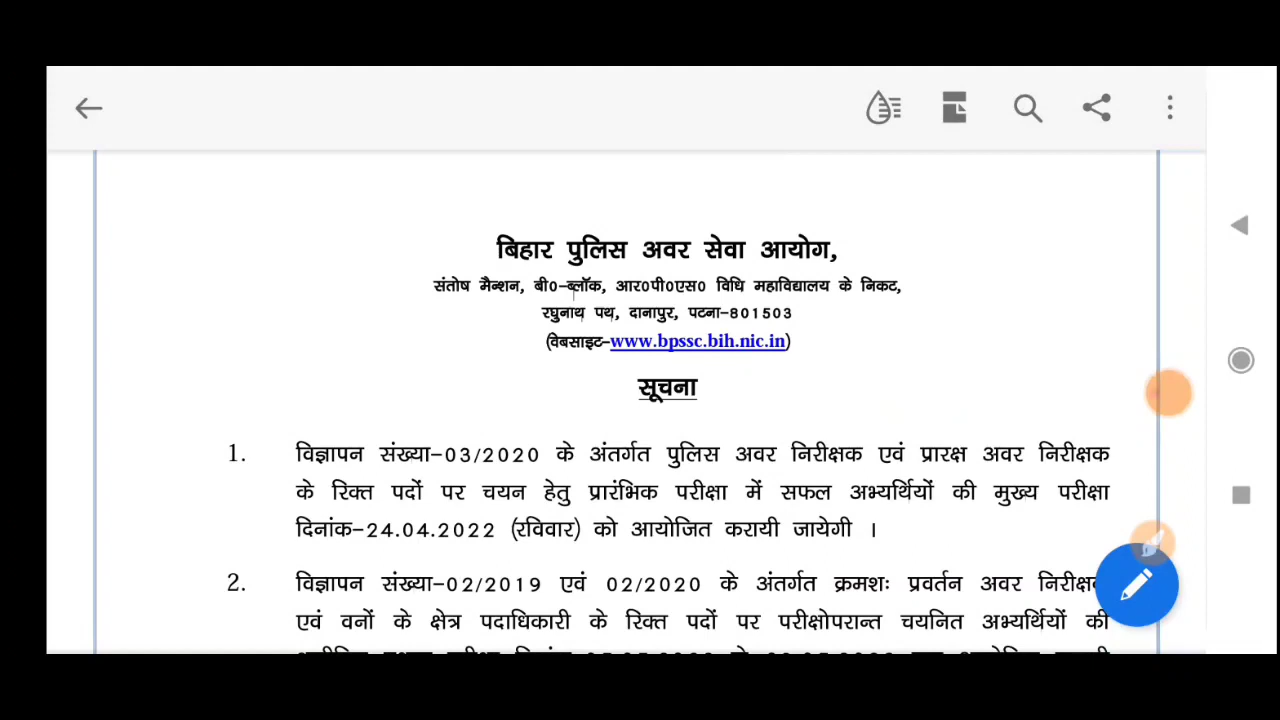 बिहार पुलिस अवर सेवा आयोग,
संतोष मैन्शन, बी०-ब्लॉक, आर०पी०एस० विधि महाविद्यालय के निकट,
रघुनाथ पथ, दानापुर, पटना-801503
(वेबसाइट-www.bpssc.bih.nic.in)
सूचना
1. विज्ञापन संख्या-03/2020 के अंतर्गत पुलिस अवर निरीक्षक एवं प्रारक्ष अवर निरीक्षक
के रिक्त पदों पर चयन हेतु प्रारंभिक परीक्षा में सफल अभ्यर्थियों की मुख्य परीक्षा
दिनांक-24.04.2022 (रविवार) को आयोजित करायी जायेगी ।
2. विज्ञापन संख्या-02/2019 एवं 02/2020 के अंतर्गत क्रमशः प्रवर्तन अवर निरीक्षक
एवं वनों के क्षेत्र पदाधिकारी के रिक्त पदों पर परीक्षोपरान्त चयनित अभ्यर्थियों की